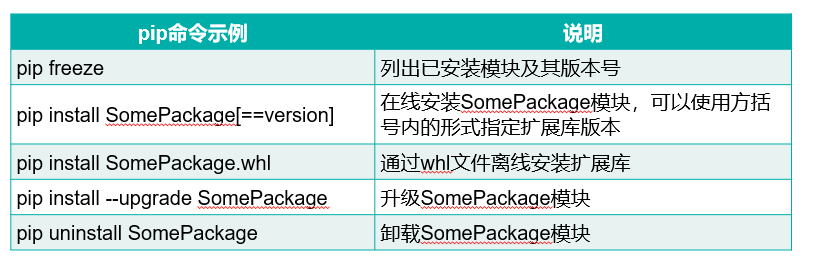 pip命令示例 说明
pip freeze 列出已安装模块及其版本号
pip install SomePackage[==version] 在线安装SomePackage模块，可以使用方括
号内的形式指定扩展库版本
pip install SomePackage.whl 通过whl文件离线安装扩展库
pip install --upgrade SomePackage 升级SomePackage模块
pip uninstall SomePackage 卸载SomePackage模块